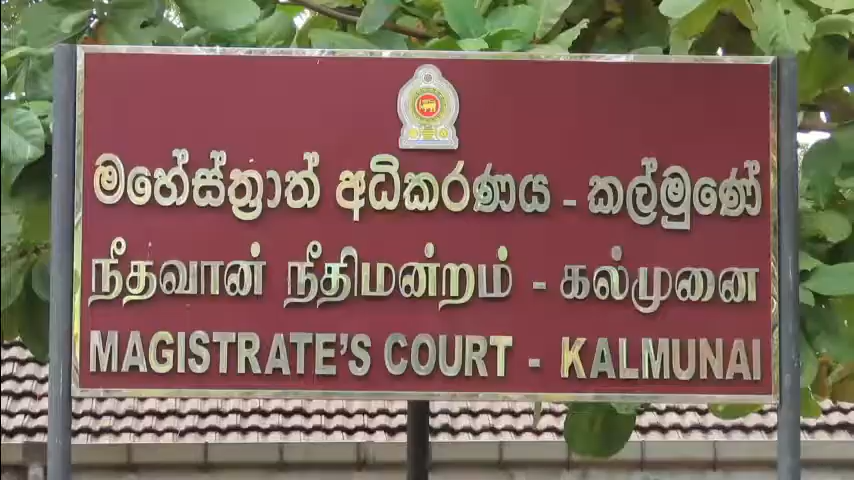 මහේස්ත්‍රාත් අධිකරණය - කල්මුණේ
நீதவான் நீதிமன்றம் - கல்முனை
MAGISTRATE'S COURT - KALMUNAI